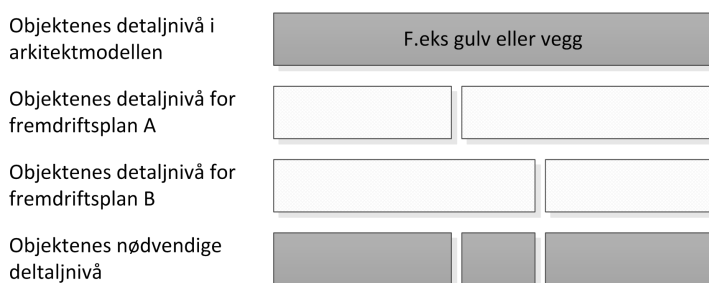 Objektenes detaljnivå i
arkitektmodellen
F.eks gulv eller vegg
Objektenes detaljnivå for
fremdriftsplan A
Objektenes detaljnivå for
fremdriftsplan B
Objektenes nødvendige
deltaljnivå